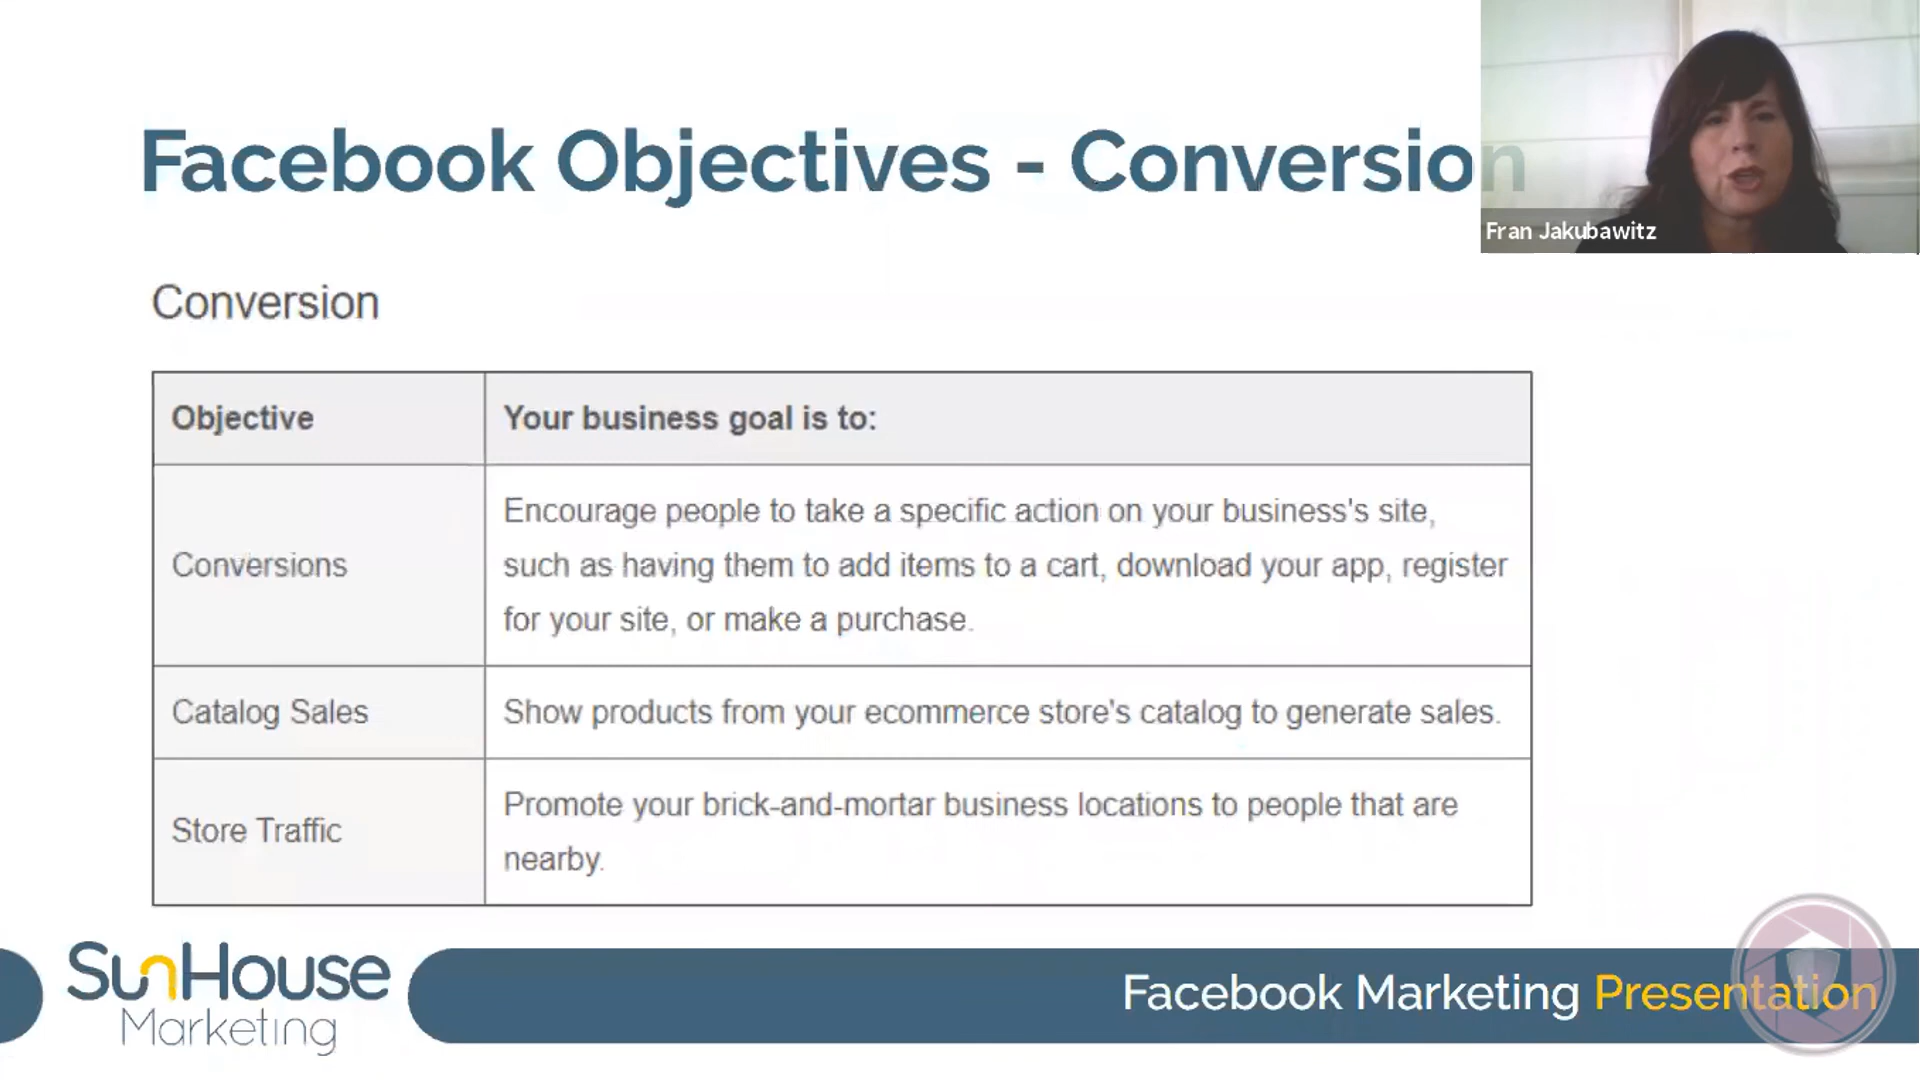 Facebook Objectives - Conversion
Fran Jakubawitz
Conversion
Objective
Your business goal is to:
Conversions
Encourage people to take a specific action on your business's site,
such as having them to add items to a cart, download your app, register
for your site, or make a purchase.
Catalog Sales
Show products from your ecommerce store's catalog to generate sales.
Store Traffic
Promote your brick-and-mortar business locations to people that are
nearby.
SunHouse
Marketing
Facebook Marketing Presentation